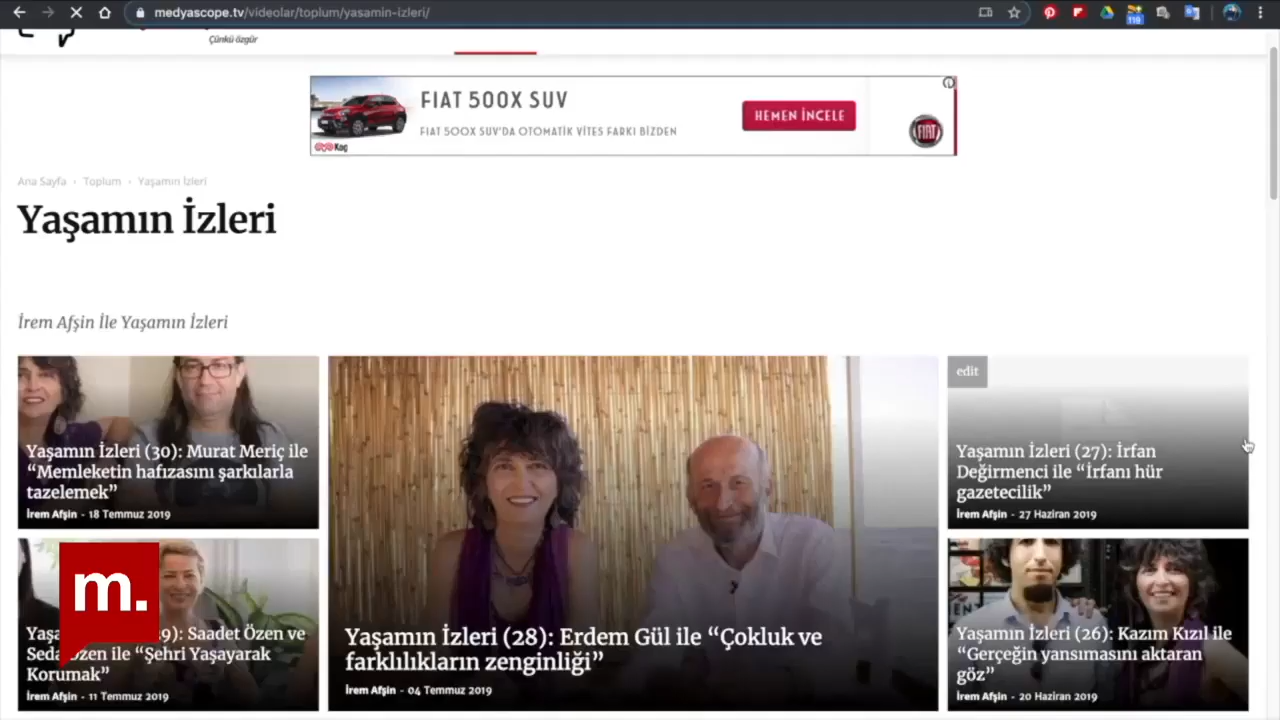 medyascope.tv/videolar/toplum/yasamin-izleri/
119
Çünkü özgür
FIAT 500X SUV
FIAT 500X SUV'DA OTOMATİK VİTES FARKI BİZDEN
HEMEN İNCELE
FIAT
Koç
Ana Sayfa › Toplum › Yaşamın İzleri
Yaşamın İzleri
İrem Afşin İle Yaşamın İzleri
Yaşamın İzleri (30): Murat Meriç ile
“Memleketin hafızasını şarkılarla
tazelemek”
İrem Afşin - 18 Temmuz 2019
9): Saadet Özen ve
Seda Özen ile “Şehri Yaşayarak
Korumak”
İrem Afşin - 11 Temmuz 2019
m.
Yaşamın İzleri (28): Erdem Gül ile “Çokluk ve
farklılıkların zenginliği”
İrem Afşin - 04 Temmuz 2019
edit
Yaşamın İzleri (27): İrfan
Değirmenci ile “İrfanı hür
gazetecilik”
İrem Afşin - 27 Haziran 2019
Yaşamın İzleri (26): Kazım Kızıl ile
“Gerçeğin yansımasını aktaran
göz”
İrem Afşin - 20 Haziran 2019